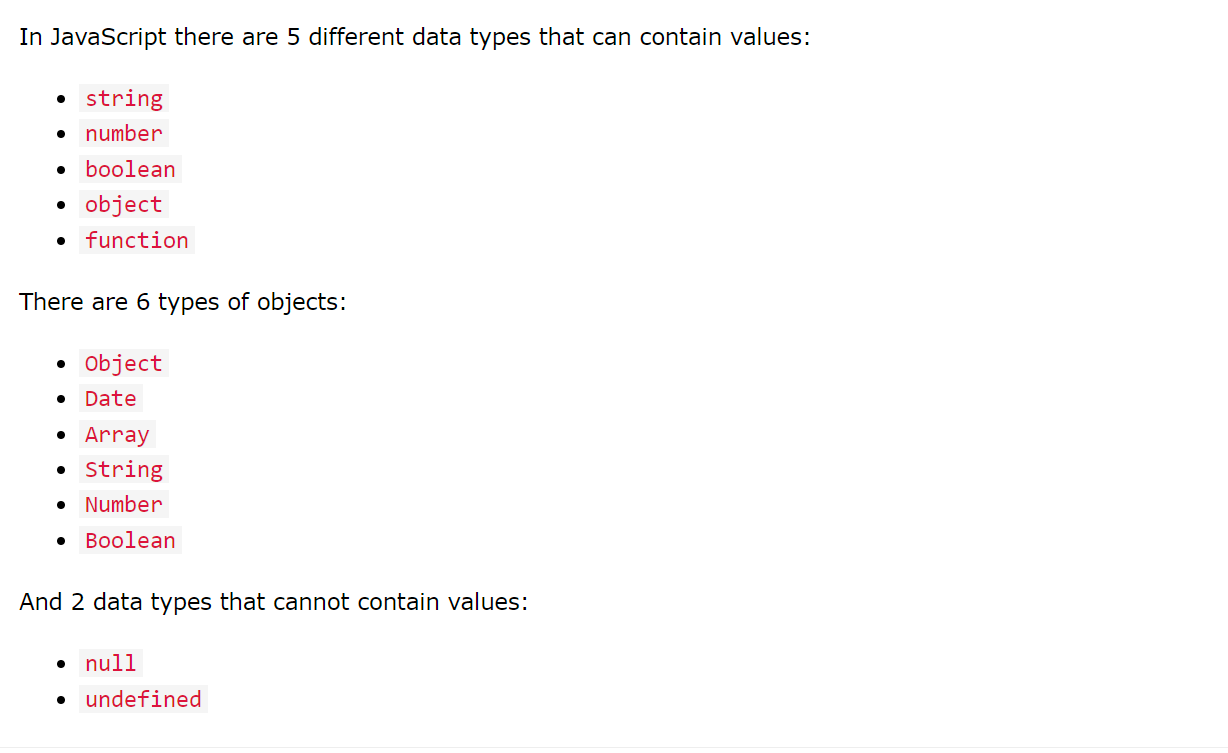 In JavaScript there are 5 different data types that can contain values:
string
number
boolean
object
function
There are 6 types of objects:
Object
Date
Array
String
Number
Boolean
And 2 data types that cannot contain values:
null
undefined